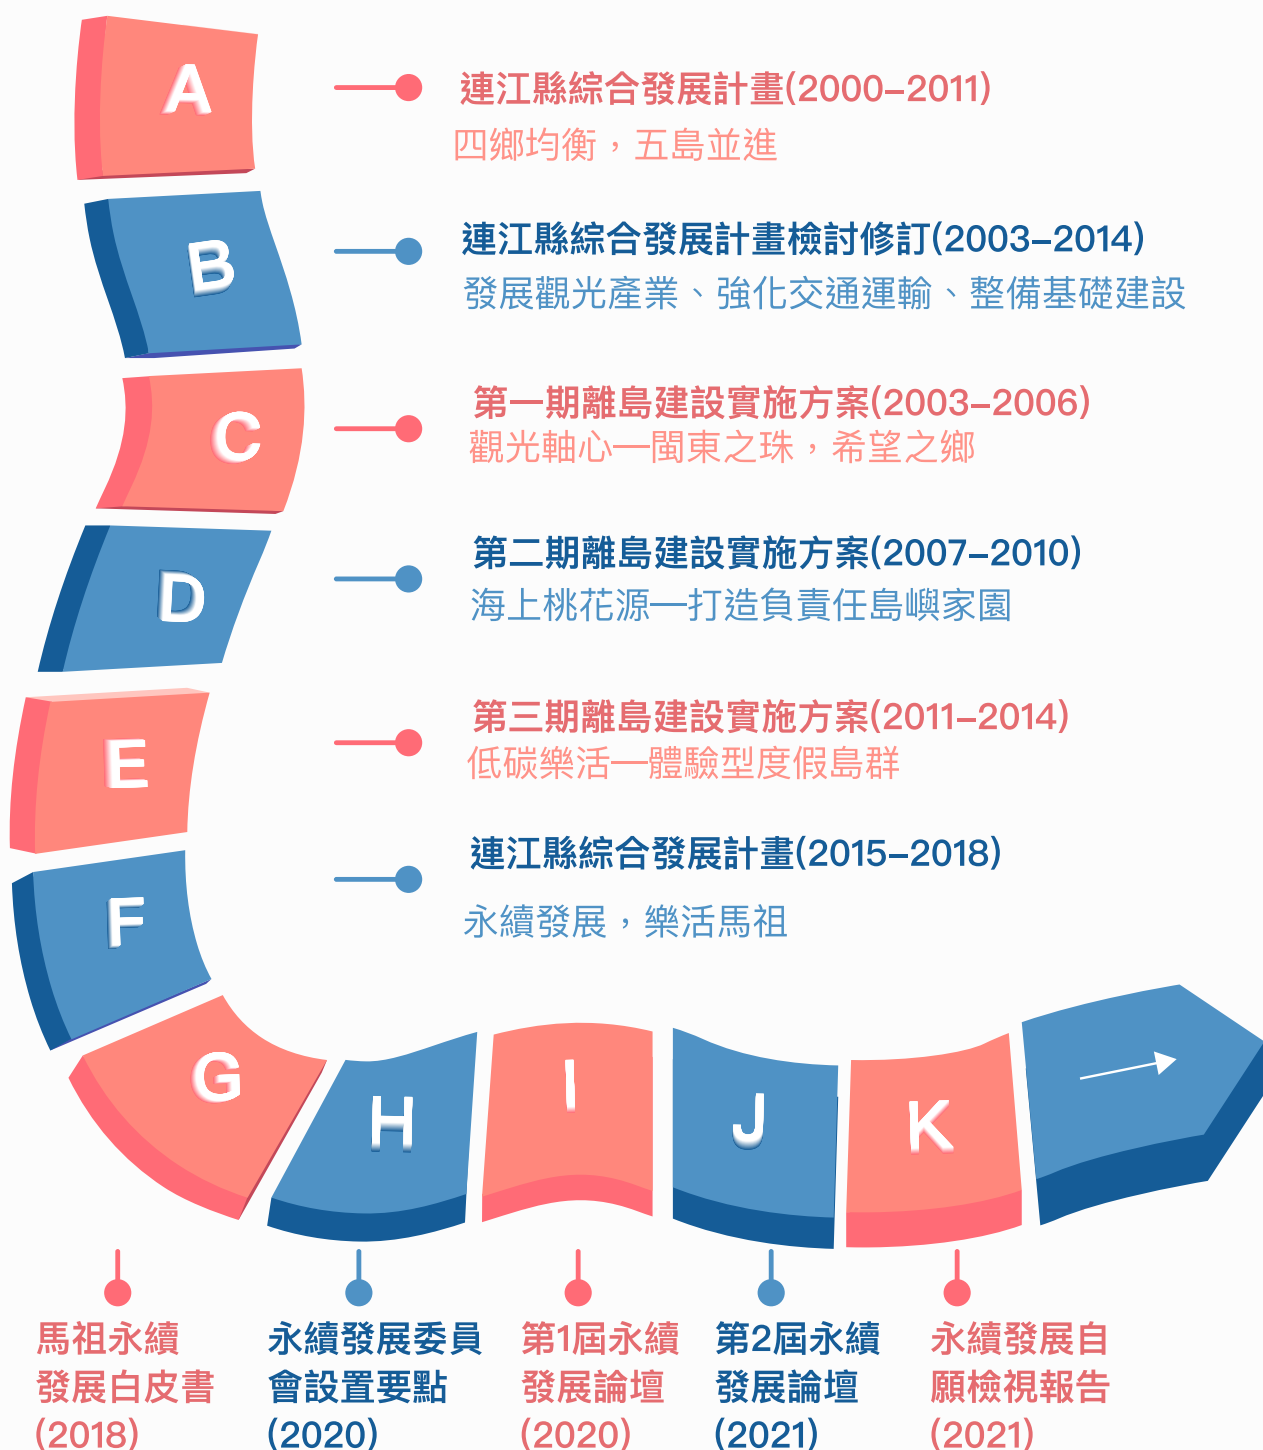 A
連江縣綜合發展計畫(2000–2011)
四鄉均衡，五島並進
B
連江縣綜合發展計畫檢討修訂(2003–2014)
發展觀光產業、強化交通運輸、整備基礎建設
C
第一期離島建設實施方案(2003–2006)
觀光軸心—閩東之珠，希望之鄉
D
第二期離島建設實施方案(2007–2010)
海上桃花源—打造負責任島嶼家園
E
第三期離島建設實施方案(2011–2014)
低碳樂活—體驗型度假島群
F
連江縣綜合發展計畫(2015–2018)
永續發展，樂活馬祖
G
H
I
J
K
馬祖永續
發展白皮書
(2018)
永續發展委員
會設置要點
(2020)
第1屆永續
發展論壇
(2020)
第2屆永續
發展論壇
(2021)
永續發展自
願檢視報告
(2021)